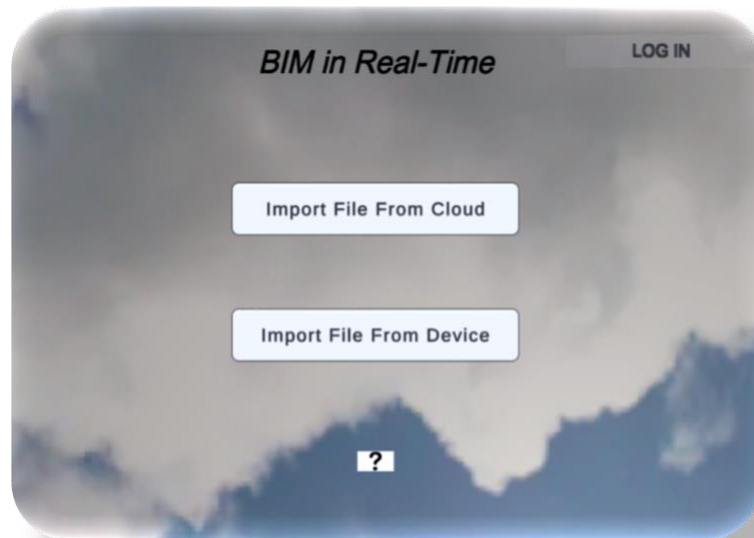 BIM in Real-Time
LOG IN
Import File From Cloud
Import File From Device
?